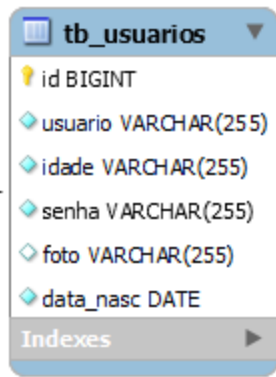 tb_usuarios
id BIGINT
usuario VARCHAR(255)
idade VARCHAR(255)
senha VARCHAR(255)
foto VARCHAR(255)
data_nasc DATE
Indexes